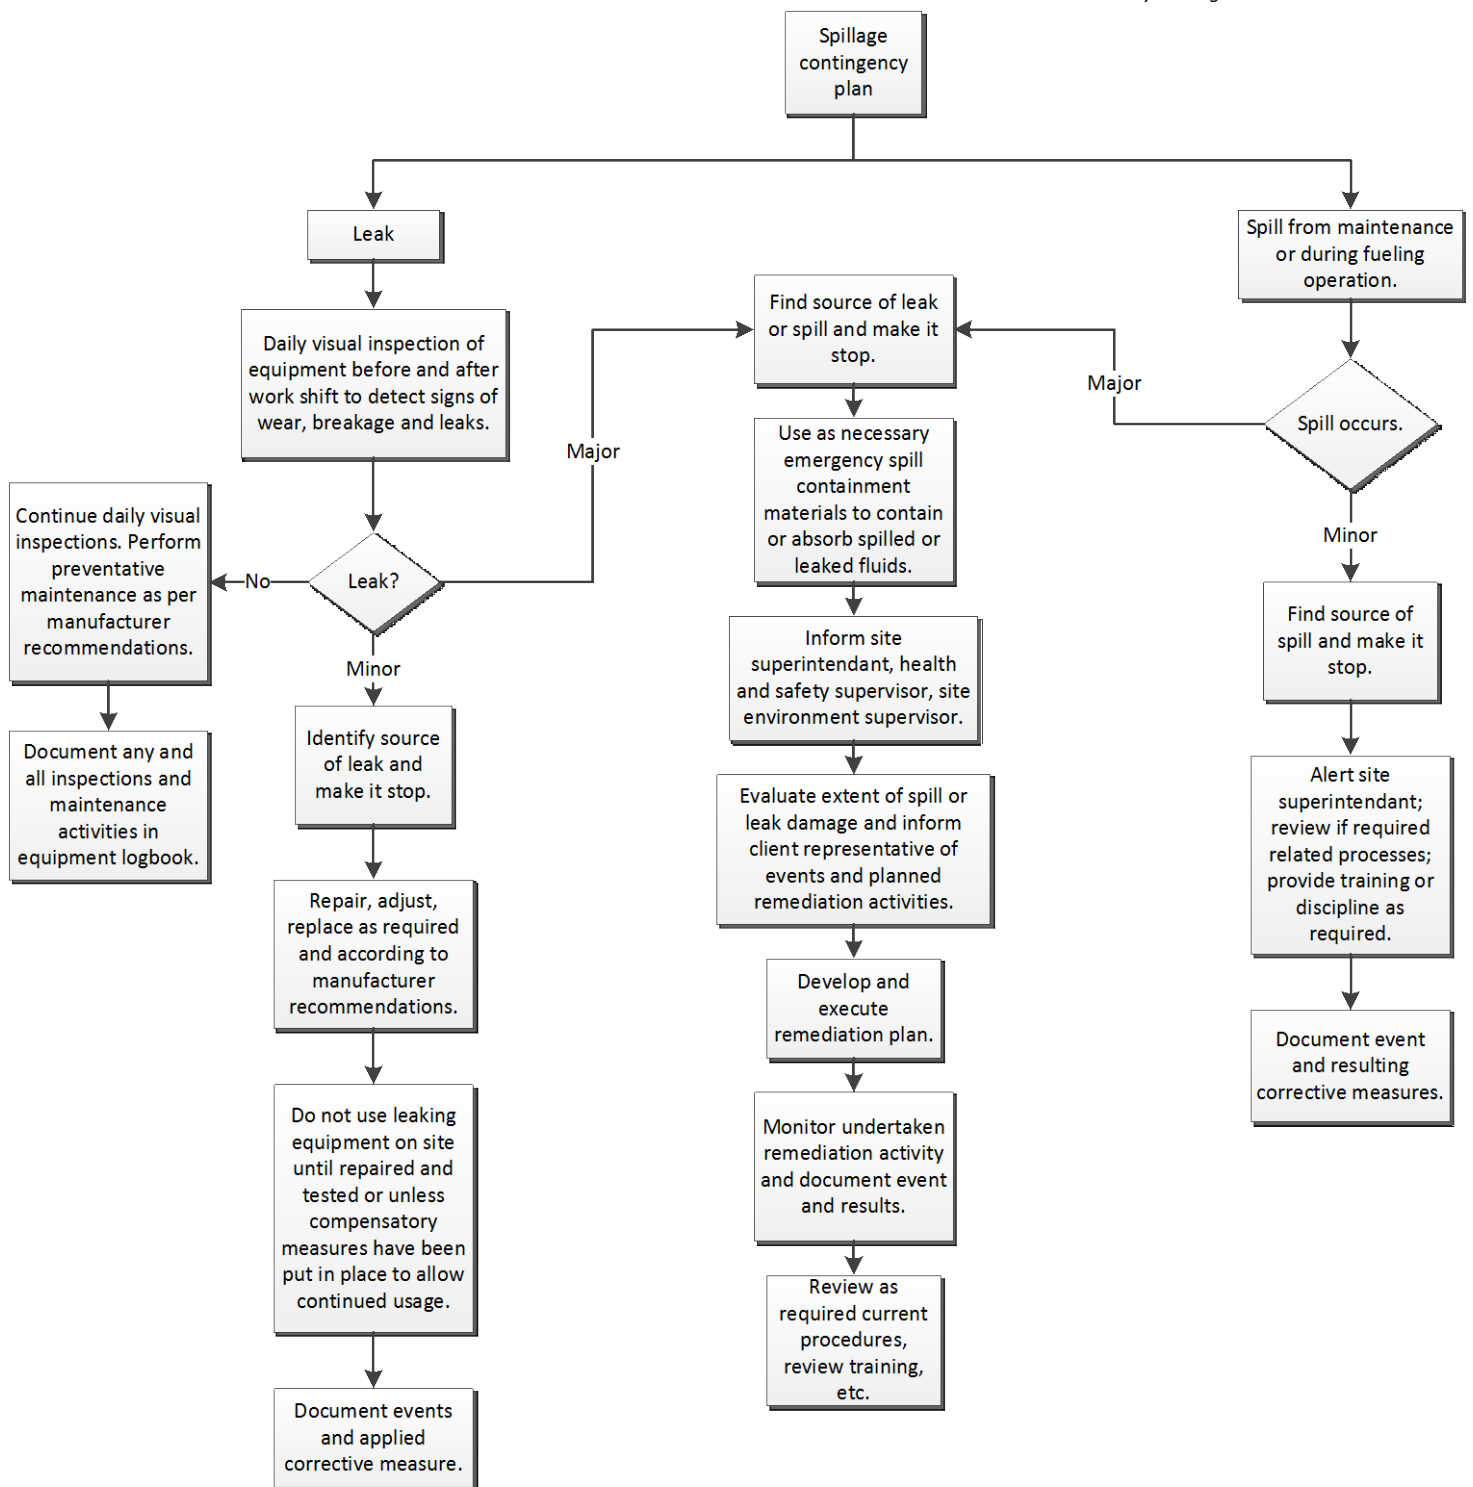 Spillage
contingency
plan
Leak
Spill from maintenance
or during fueling
operation.
Daily visual inspection of
equipment before and after
work shift to detect signs of
wear, breakage and leaks.
Find source of leak
or spill and make it
stop.
Major
Major
Spill occurs.
Use as necessary
emergency spill
containment
materials to contain
or absorb spilled or
leaked fluids.
Continue daily visual
inspections. Perform
preventative
maintenance as per
manufacturer
recommendations.
No
Leak?
Minor
Minor
Inform site
superintendant, health
and safety supervisor, site
environment supervisor.
Find source of
spill and make it
stop.
Document any and
all inspections and
maintenance
activities in
equipment logbook.
Identify source
of leak and
make it stop.
Evaluate extent of spill or
leak damage and inform
client representative of
events and planned
remediation activities.
Alert site
superintendant;
review if required
related processes;
provide training or
discipline as
required.
Repair, adjust,
replace as required
and according to
manufacturer
recommendations.
Develop and
execute
remediation plan.
Document event
and resulting
corrective measures.
Do not use leaking
equipment on site
until repaired and
tested or unless
compensatory
measures have been
put in place to allow
continued usage.
Monitor undertaken
remediation activity
and document event
and results.
Review as
required current
procedures,
review training,
etc.
Document events
and applied
corrective measure.